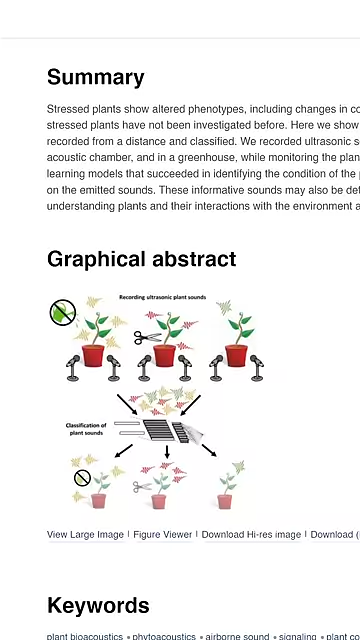 Summary
Stressed plants show altered phenotypes, including changes in
stressed plants have not been investigated before. Here we show
recorded from a distance and classified. We recorded ultrasonic
acoustic chamber, and in a greenhouse, while monitoring the
learning models that succeeded in identifying the condition of the
on the emitted sounds. These informative sounds may also be
understanding plants and their interactions with the environment
Graphical abstract
Recording ultrasonic plant sounds
Classification of
plant sounds
View Large Image | Figure Viewer | Download Hi-res image | Download
Keywords
plant bioacoustics • phytoacoustics • airborne sound • signaling • plant